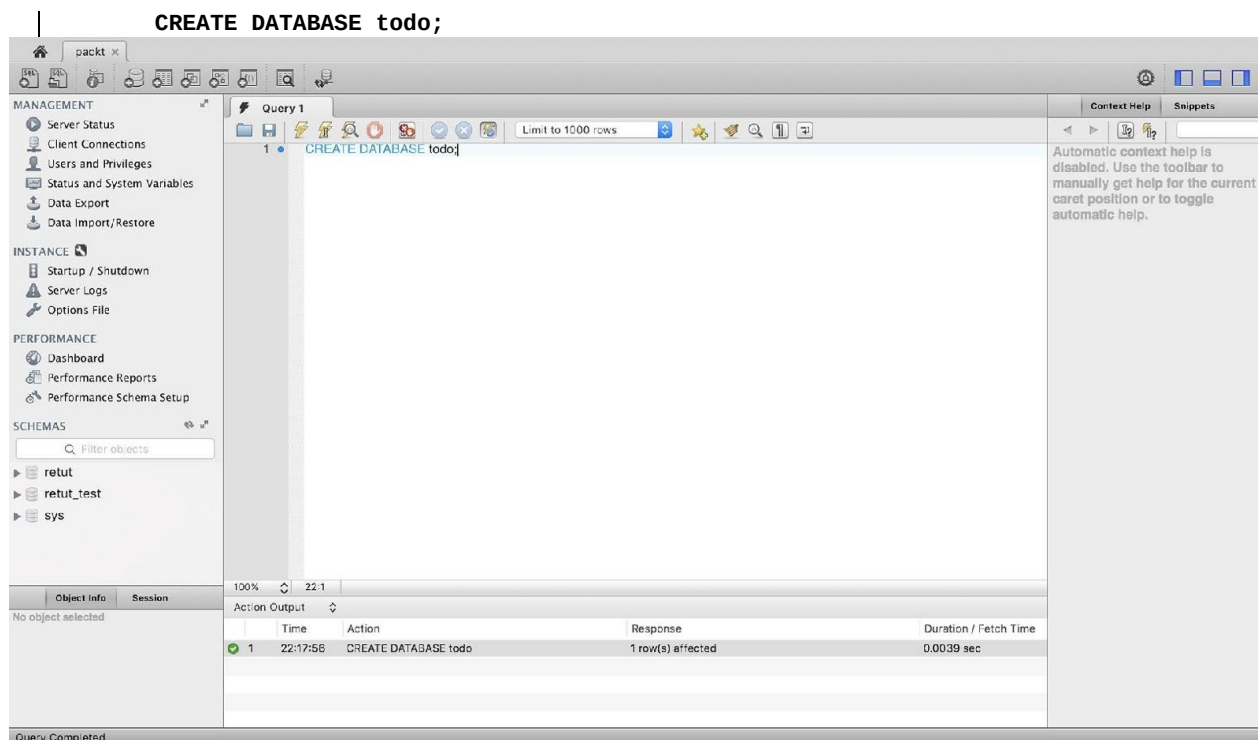 CREATE DATABASE todo;
packt ×
MANAGEMENT
Server Status
Client Connections
Users and Privileges
Status and System Variables
Data Export
Data Import/Restore
INSTANCE
Startup / Shutdown
Server Logs
Options File
PERFORMANCE
Dashboard
Performance Reports
Performance Schema Setup
SCHEMAS
Filter objects
retut
retut_test
sys
Object Info Session
No object selected
Query 1
Limit to 1000 rows
1 CREATE DATABASE todo;
100% 22:1
Action Output
Time Action Response Duration / Fetch Time
1 22:17:56 CREATE DATABASE todo 1 row(s) affected 0.0039 sec
Context Help Snippets
Automatic context help is
disabled. Use the toolbar to
manually get help for the current
caret position or to toggle
automatic help.
Query Completed